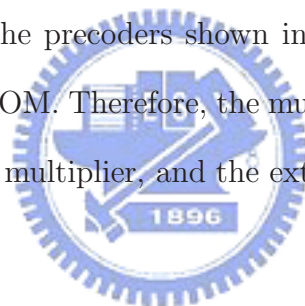 he precoders shown in
OM. Therefore, the mu
multiplier, and the ext
1896